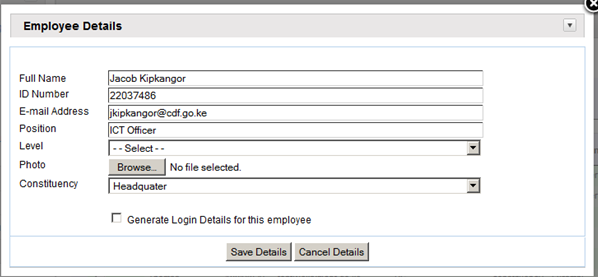 Employee Details
Full Name Jacob Kipkangor
ID Number 22037486
E-mail Address jkipkangor@cdf.go.ke
Position ICT Officer
Level - - Select - -
Photo Browse... No file selected.
Constituency Headquater
Generate Login Details for this employee
Save Details Cancel Details